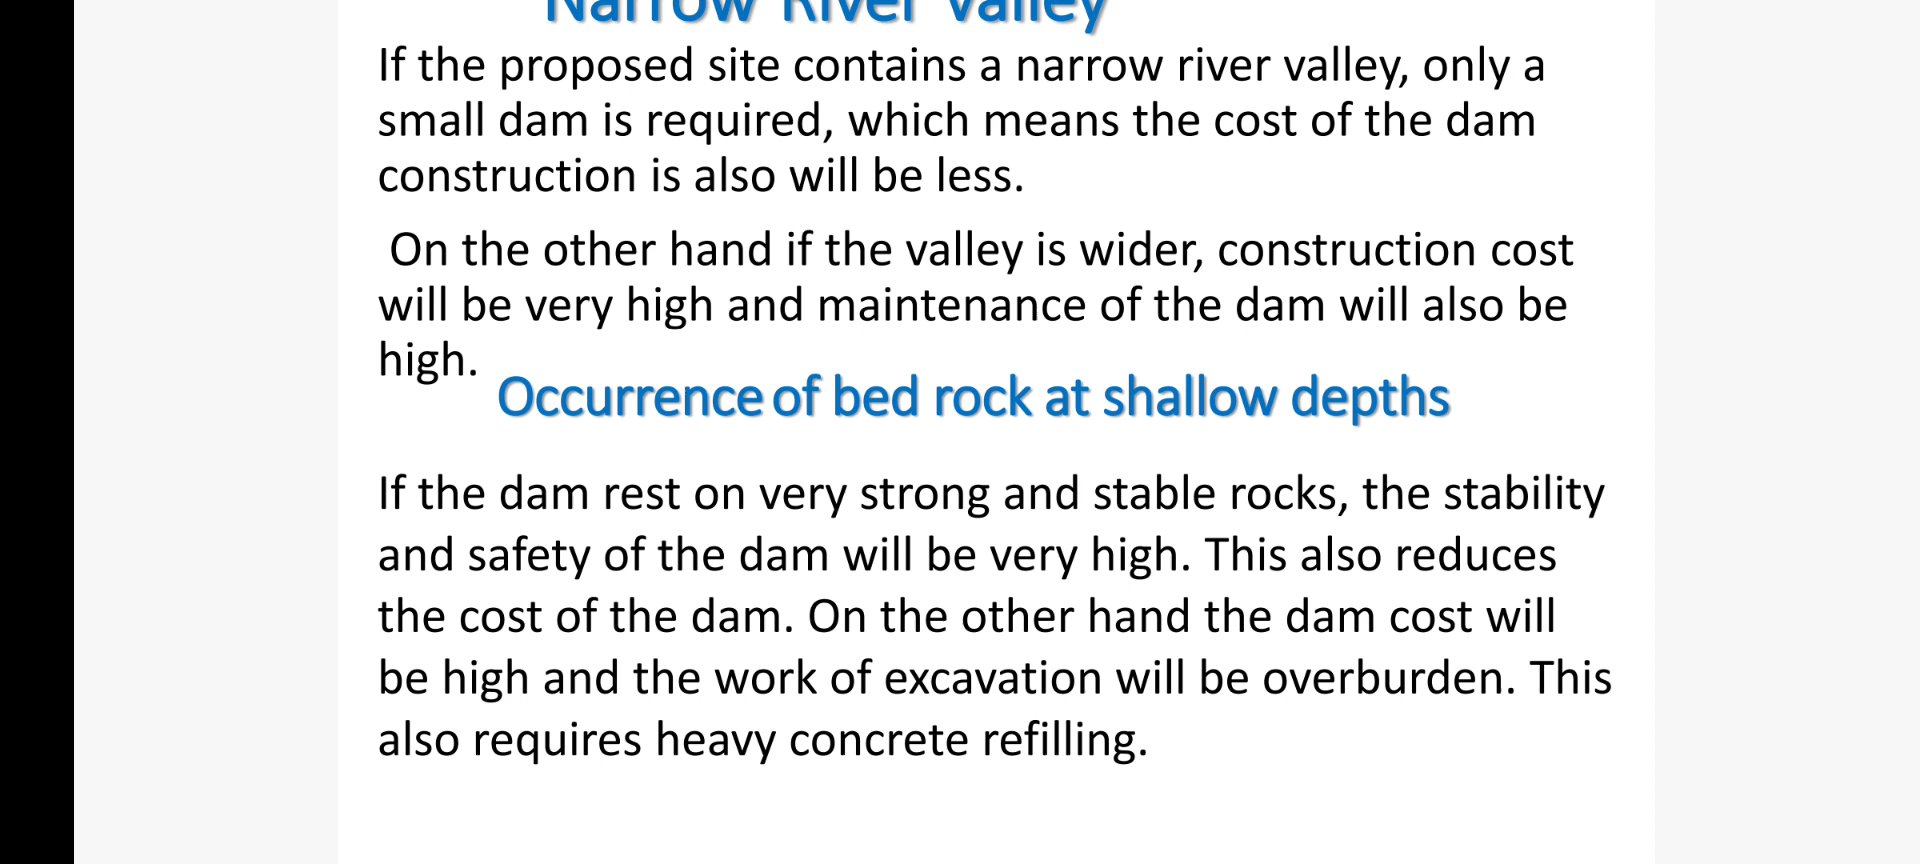 Narrow River Valley
If the proposed site contains a narrow river valley, only a
small dam is required, which means the cost of the dam
construction is also will be less.
On the other hand if the valley is wider, construction cost
will be very high and maintenance of the dam will also be
high.
Occurrence of bed rock at shallow depths
If the dam rest on very strong and stable rocks, the stability
and safety of the dam will be very high. This also reduces
the cost of the dam. On the other hand the dam cost will
be high and the work of excavation will be overburden. This
also requires heavy concrete refilling.